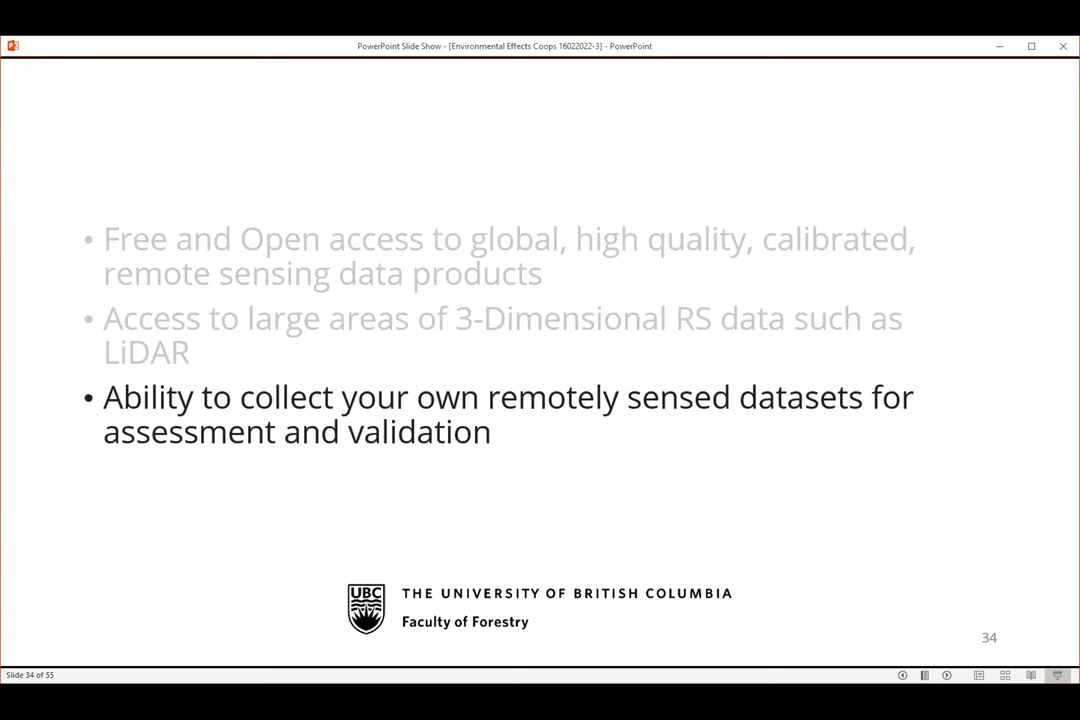 PowerPoint Slide Show - [Environmental Effects Coops 16022022-3] - PowerPoint
• Free and Open access to global, high quality, calibrated,
remote sensing data products
• Access to large areas of 3-Dimensional RS data such as
LiDAR
• Ability to collect your own remotely sensed datasets for
assessment and validation
UBC
THE UNIVERSITY OF BRITISH COLUMBIA
Faculty of Forestry
34
Slide 34 of 55